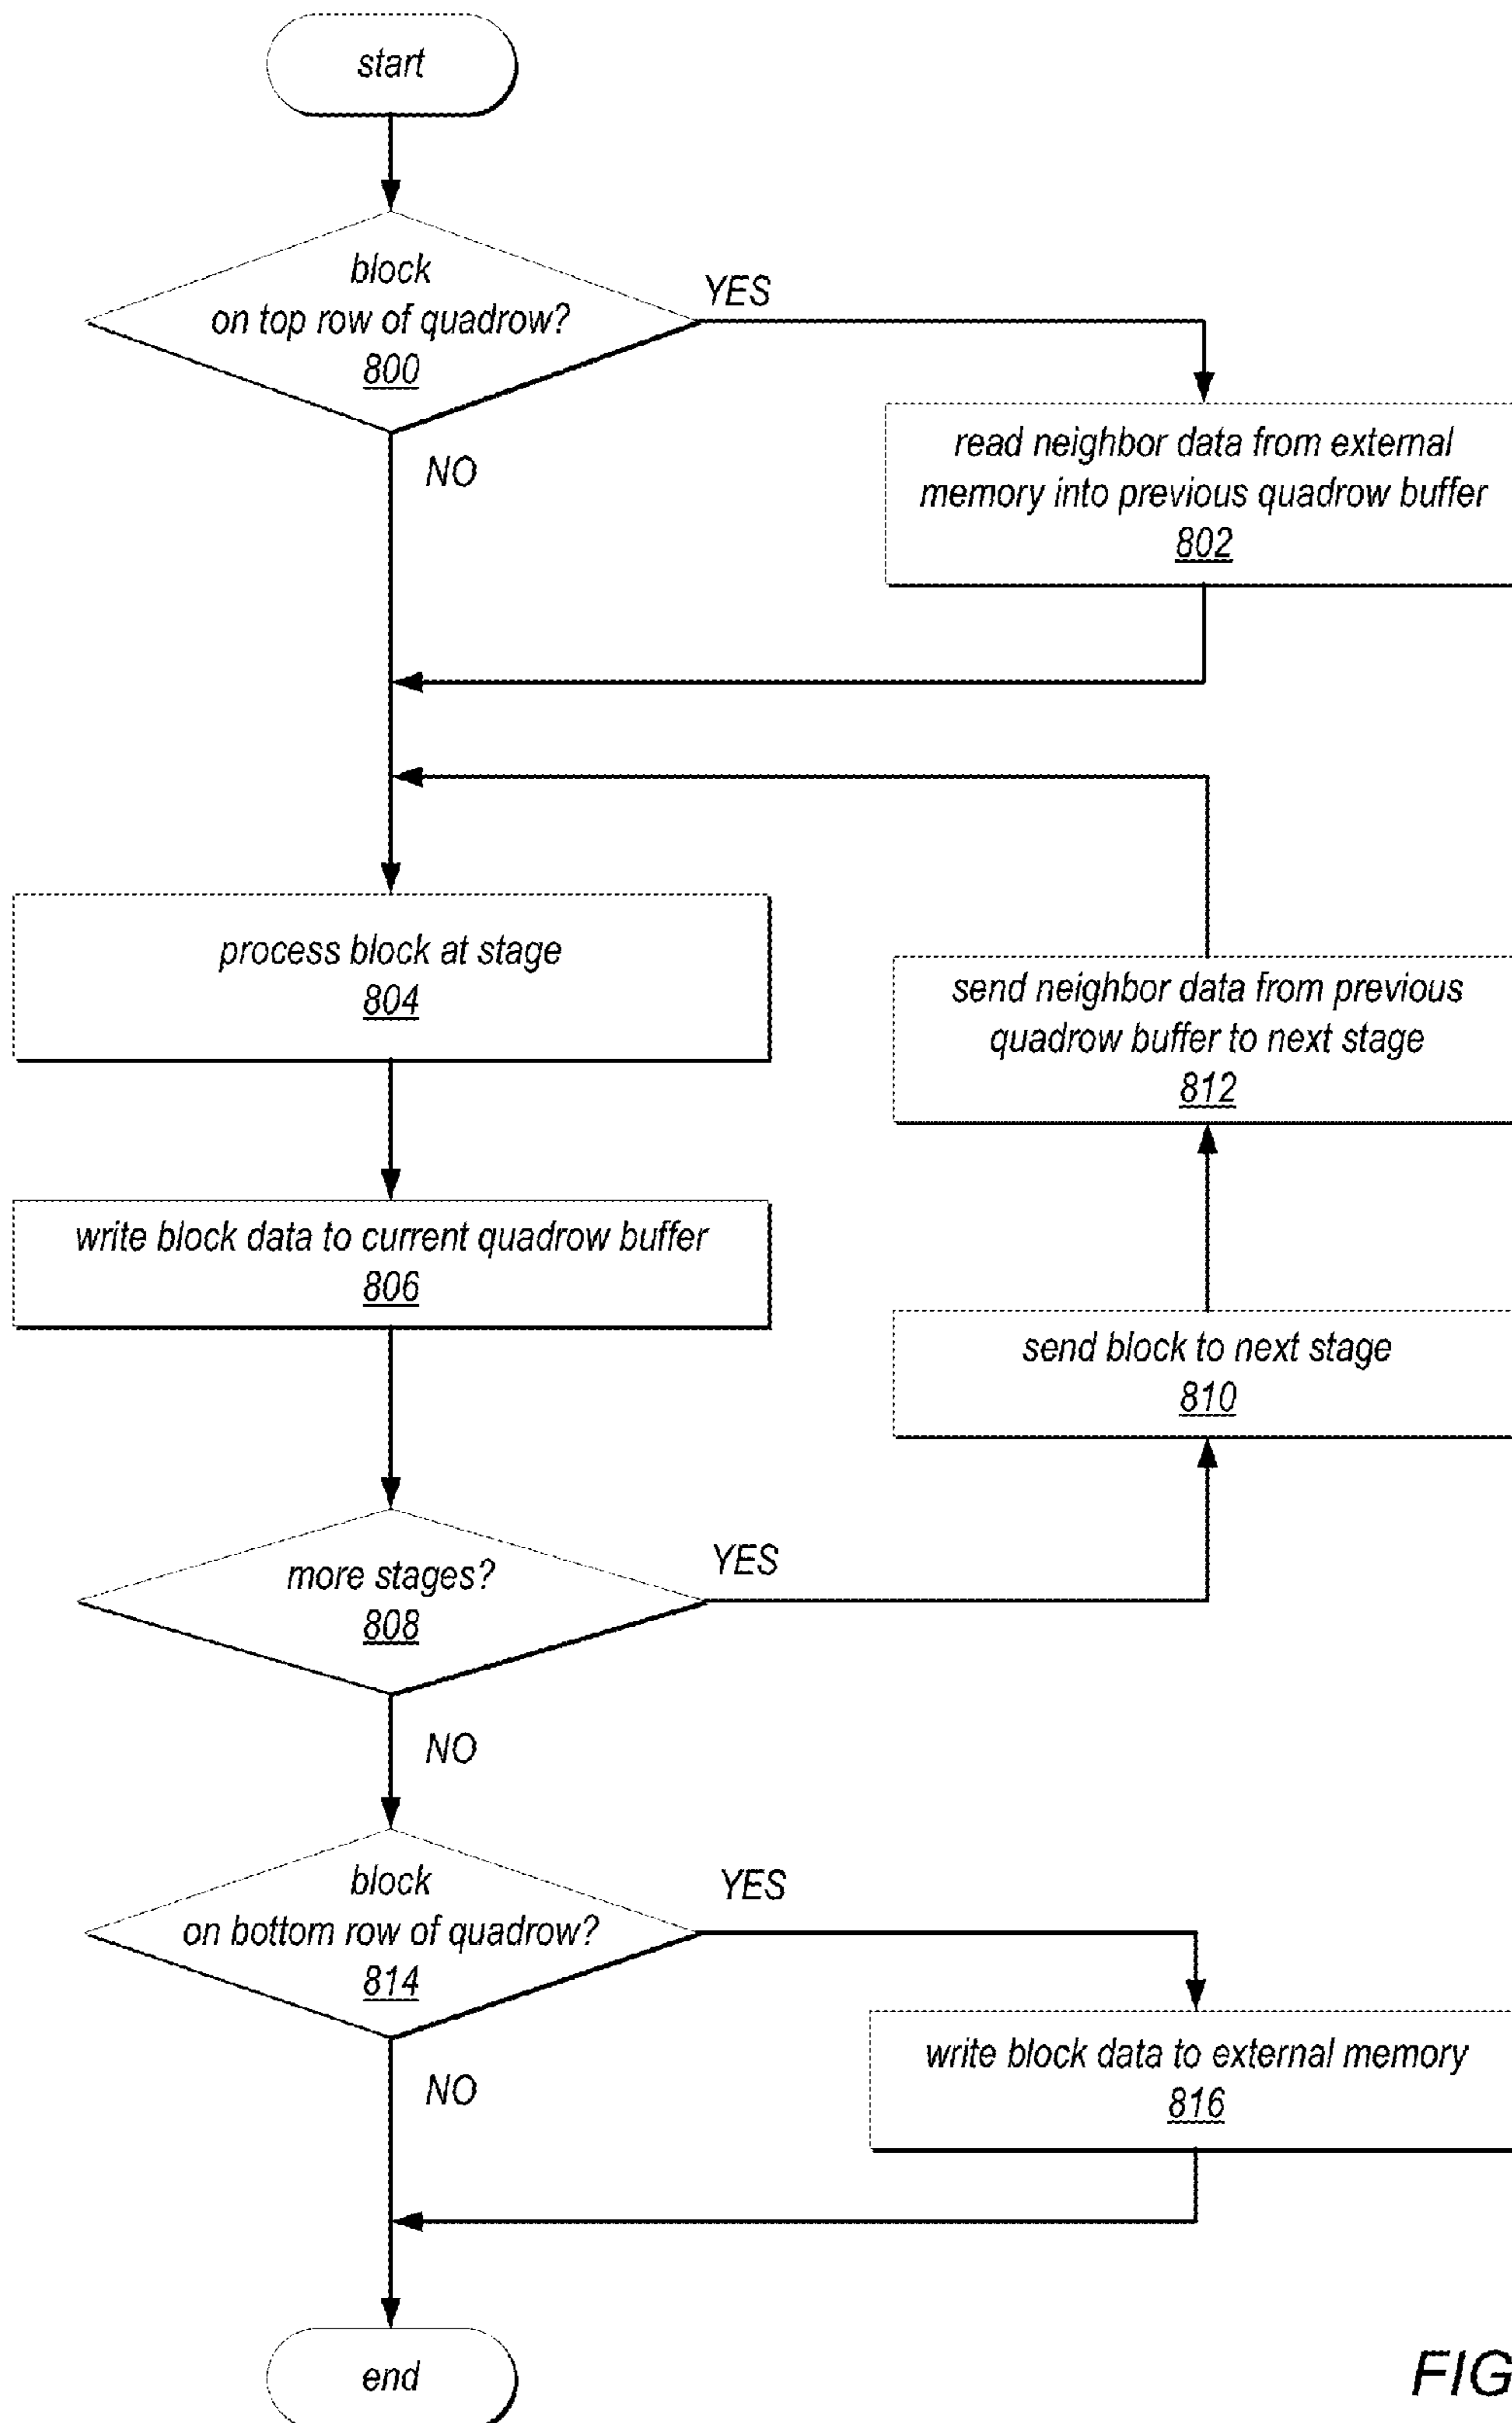 start
block
on top row of quadrow?
800
YES
NO
read neighbor data from external
memory into previous quadrow buffer
802
process block at stage
804
send neighbor data from previous
quadrow buffer to next stage
812
write block data to current quadrow buffer
806
send block to next stage
810
more stages?
808
YES
NO
block
on bottom row of quadrow?
814
YES
NO
write block data to external memory
816
end
FIG